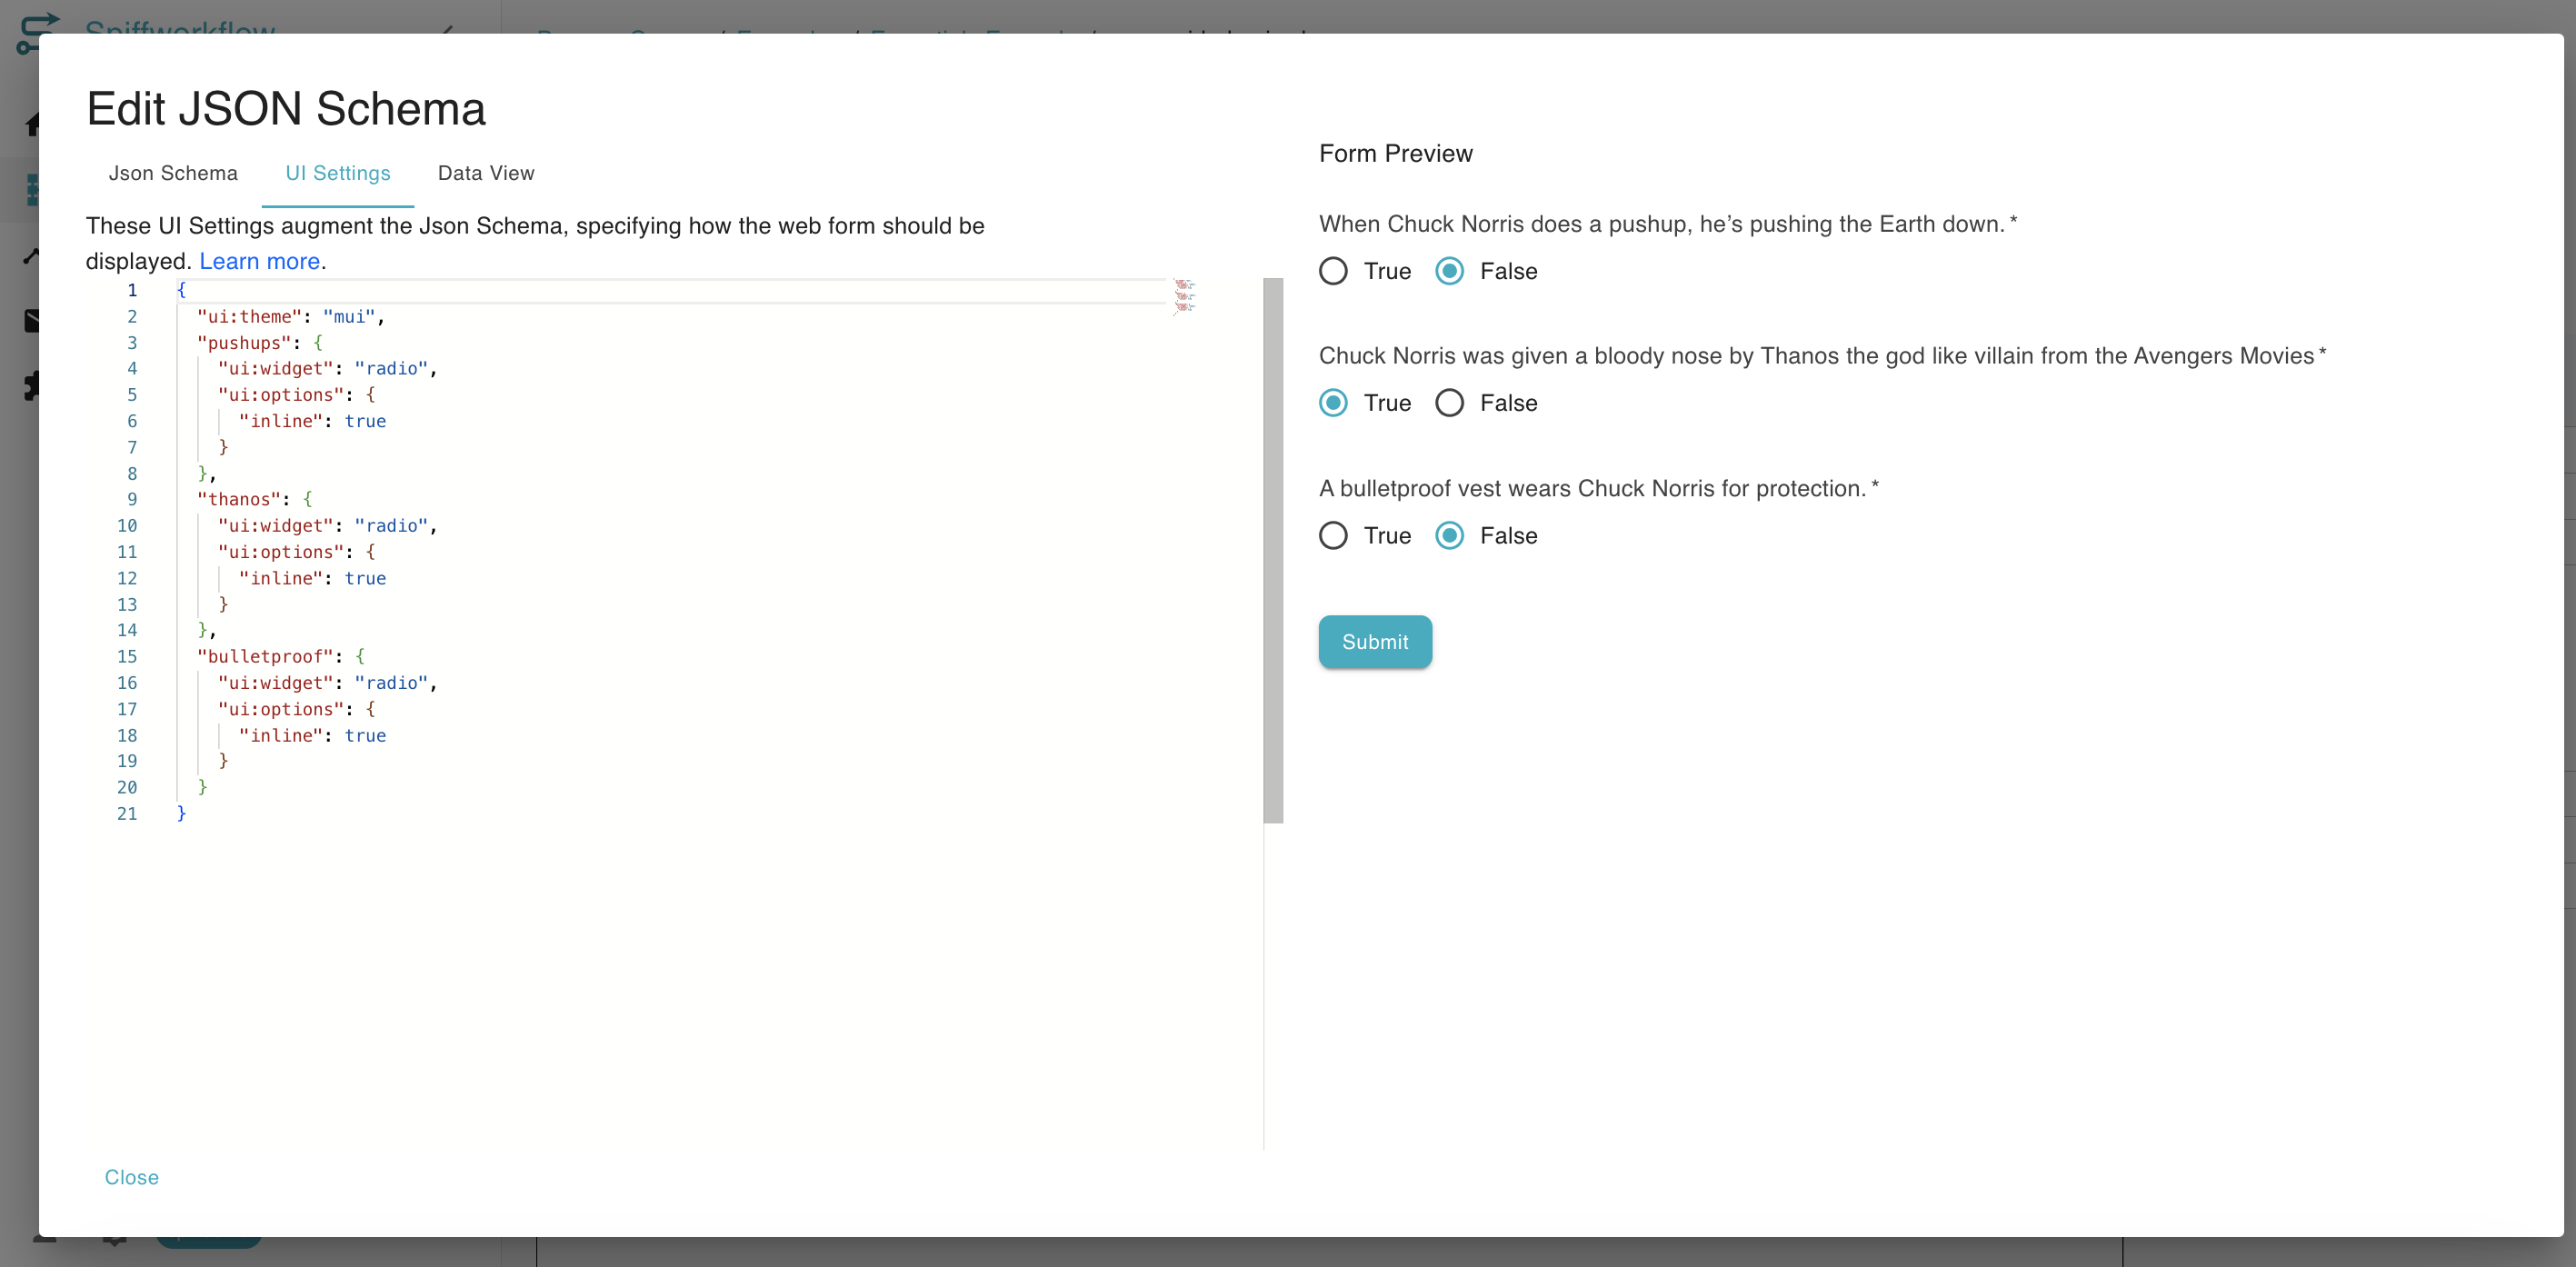 Spiffworkflow
Edit JSON Schema
Json Schema UI Settings Data View
These UI Settings augment the Json Schema, specifying how the web form should be
displayed. Learn more.
1 {
2 "ui:theme": "mui",
3 "pushups": {
4 "ui:widget": "radio",
5 "ui:options": {
6 "inline": true
7 }
8 },
9 "thanos": {
10 "ui:widget": "radio",
11 "ui:options": {
12 "inline": true
13 }
14 },
15 "bulletproof": {
16 "ui:widget": "radio",
17 "ui:options": {
18 "inline": true
19 }
20 }
21 }
Close
Form Preview
When Chuck Norris does a pushup, he’s pushing the Earth down. *
True False
Chuck Norris was given a bloody nose by Thanos the god like villain from the Avengers Movies *
True False
A bulletproof vest wears Chuck Norris for protection. *
True False
Submit